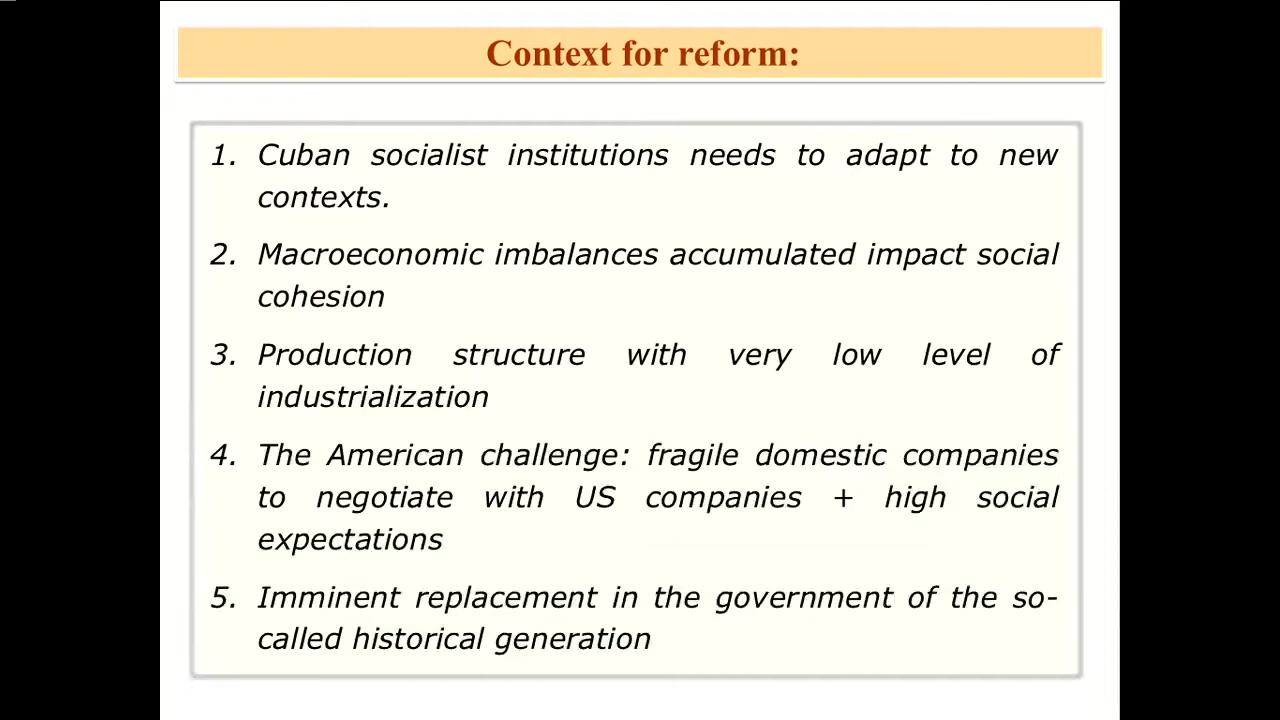 Context for reform:
1. Cuban socialist institutions needs to adapt to new
contexts.
2. Macroeconomic imbalances accumulated impact social
cohesion
3. Production structure with very low level of
industrialization
4. The American challenge: fragile domestic companies
to negotiate with US companies + high social
expectations
5. Imminent replacement in the government of the so-
called historical generation